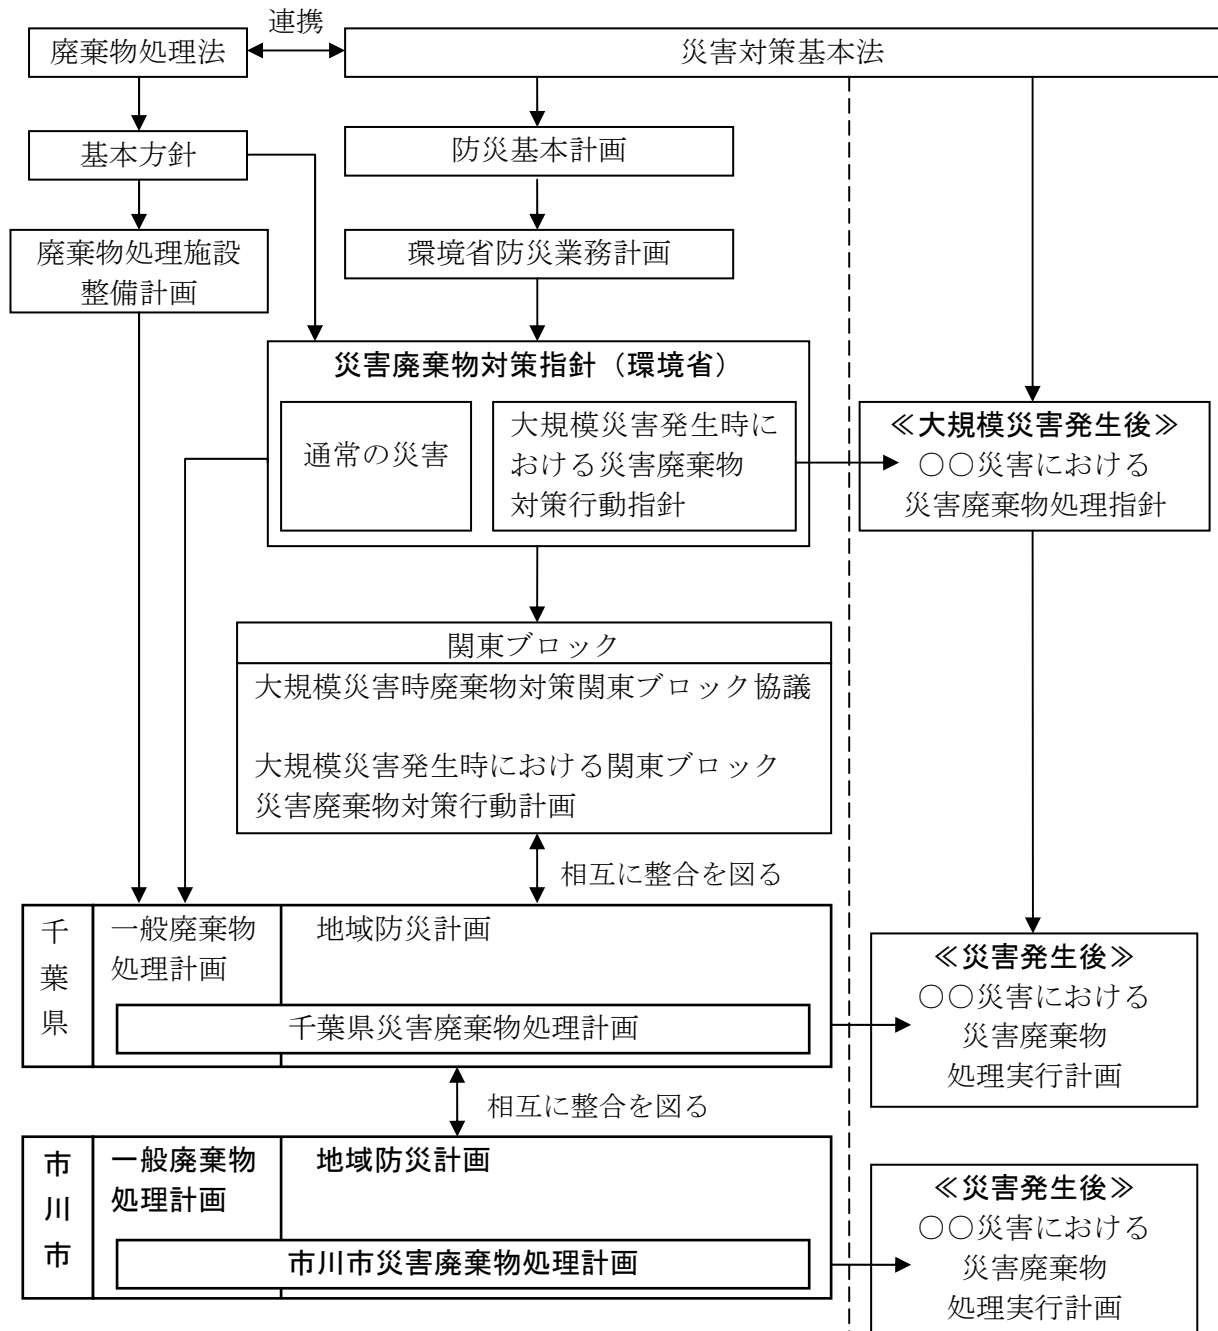 連携
廃棄物処理法
災害対策基本法
基本方針
防災基本計画
廃棄物処理施設
整備計画
環境省防災業務計画
災害廃棄物対策指針（環境省）
通常の災害
大規模災害発生時に
おける災害廃棄物
対策行動指針
≪大規模災害発生後≫
○○災害における
災害廃棄物処理指針
関東ブロック
大規模災害時廃棄物対策関東ブロック協議
大規模災害発生時における関東ブロック
災害廃棄物対策行動計画
相互に整合を図る
千葉県
一般廃棄物
処理計画
地域防災計画
千葉県災害廃棄物処理計画
≪災害発生後≫
○○災害における
災害廃棄物
処理実行計画
相互に整合を図る
市川市
一般廃棄物
処理計画
地域防災計画
市川市災害廃棄物処理計画
≪災害発生後≫
○○災害における
災害廃棄物
処理実行計画